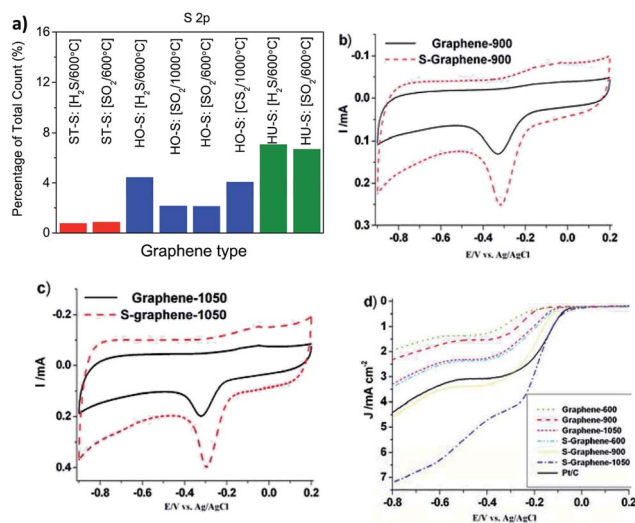 a)
S 2p
Percentage of Total Count (%)
16
12
8
4
0
ST-S: [H₂S/600°C]
ST-S: [SO₂/600°C]
HO-S: [H₂S/600°C]
HO-S: [SO₂/1000°C]
HO-S: [SO₂/600°C]
HO-S: [CS₂/1000°C]
HU-S: [H₂S/600°C]
HU-S: [SO₂/600°C]
Graphene type
b)
Graphene-900
S-Graphene-900
I /mA
-0.1
0.0
0.1
0.2
0.3
-0.8 -0.6 -0.4 -0.2 0.0 0.2
E/V vs. Ag/AgCl
c)
Graphene-1050
S-graphene-1050
I /mA
-0.2
0.0
0.2
0.4
-0.8 -0.6 -0.4 -0.2 0.0 0.2
E/V vs. Ag/AgCl
d)
J/mA cm⁻²
0
1
2
3
4
5
6
7
Graphene-600
Graphene-900
Graphene-1050
S-Graphene-600
S-Graphene-900
S-Graphene-1050
Pt/C
-0.8 -0.6 -0.4 -0.2 0.0 0.2
E/V vs. Ag/AgCl